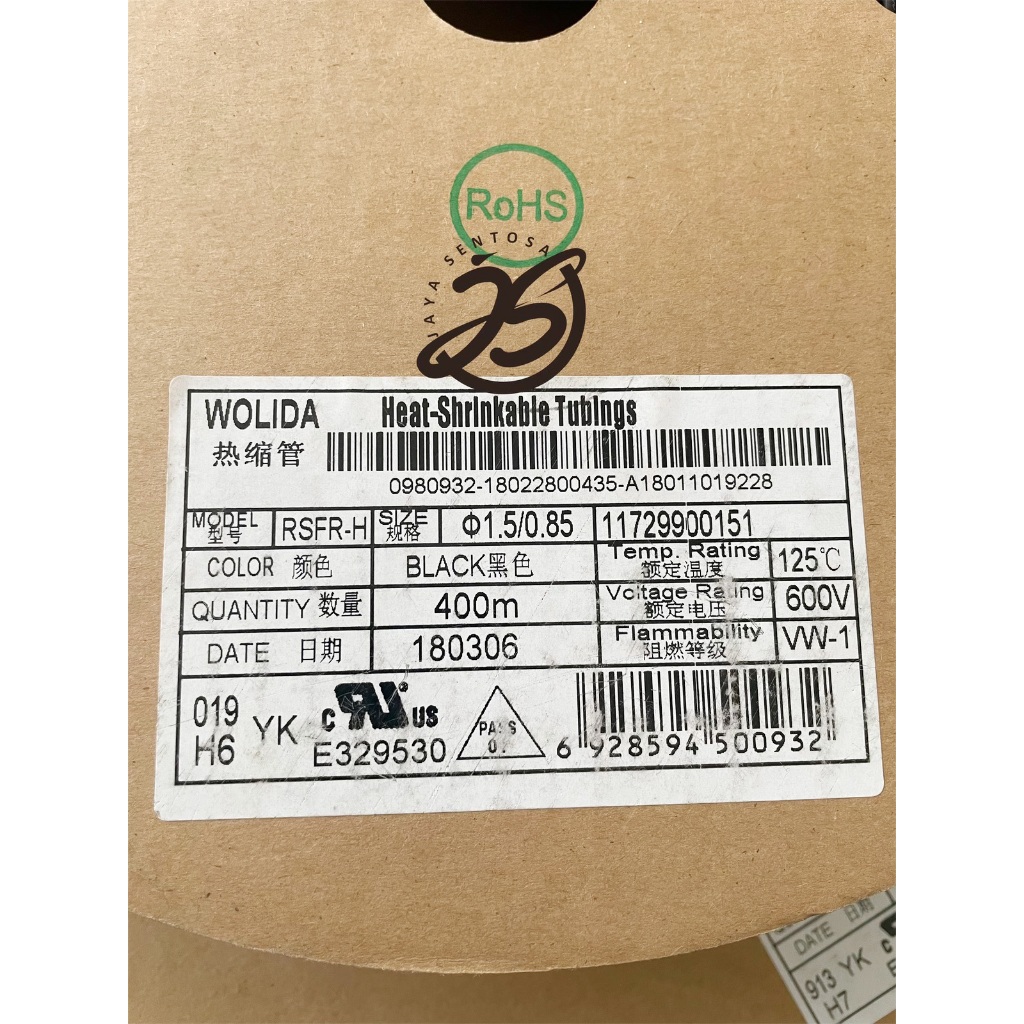 RoHS
JAYA SENTOSA
JS
WOLIDA Heat-Shrinkable Tubings
热缩管
0980932-18022800435-A18011019228
MODEL 型号 RSFR-H SIZE 规格 Φ1.5/0.85 11729900151
COLOR 颜色 BLACK黑色 Temp. Rating 额定温度 125℃
QUANTITY 数量 400m Voltage Rating 额定电压 600V
DATE 日期 180306 Flammability 阻燃等级 VW-1
019 YK c RU US PASS
H6 E329530 6 928594 500932
DATE 日期
913 YK c
H7 E